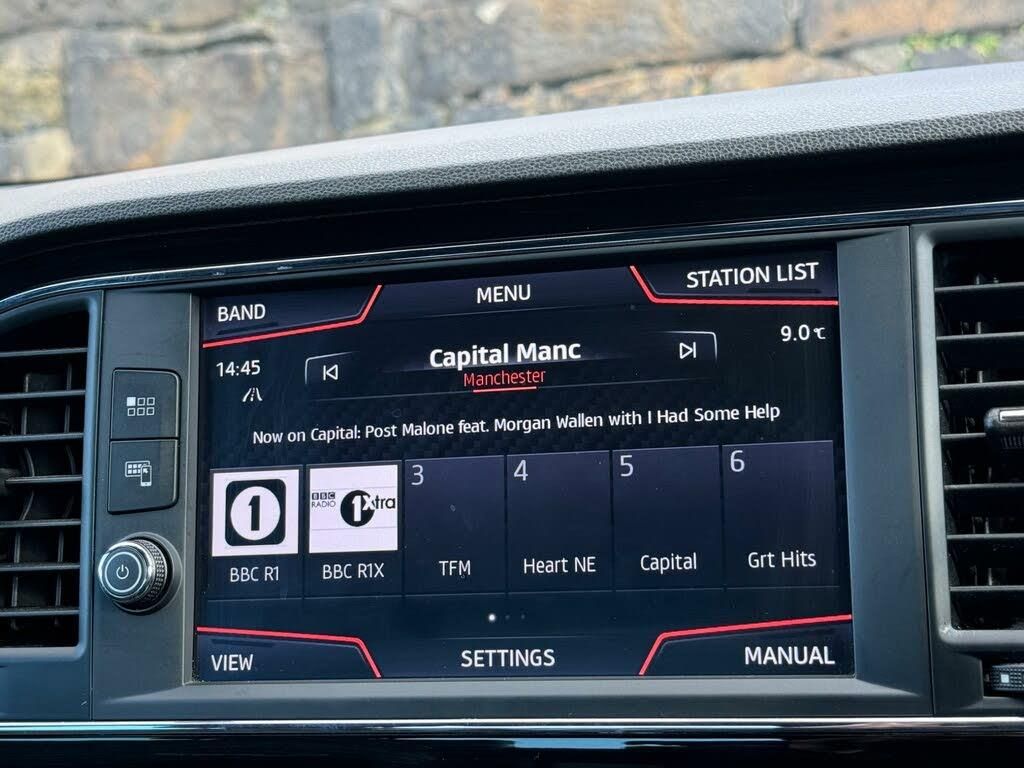 BAND
MENU
STATION LIST
14:45
Capital Manc
9.0℃
Manchester
Now on Capital: Post Malone feat. Morgan Wallen with I Had Some Help
1
BBC RADIO 1Xtra
3
4
5
6
BBC R1
BBC R1X
TFM
Heart NE
Capital
Grt Hits
VIEW
SETTINGS
MANUAL